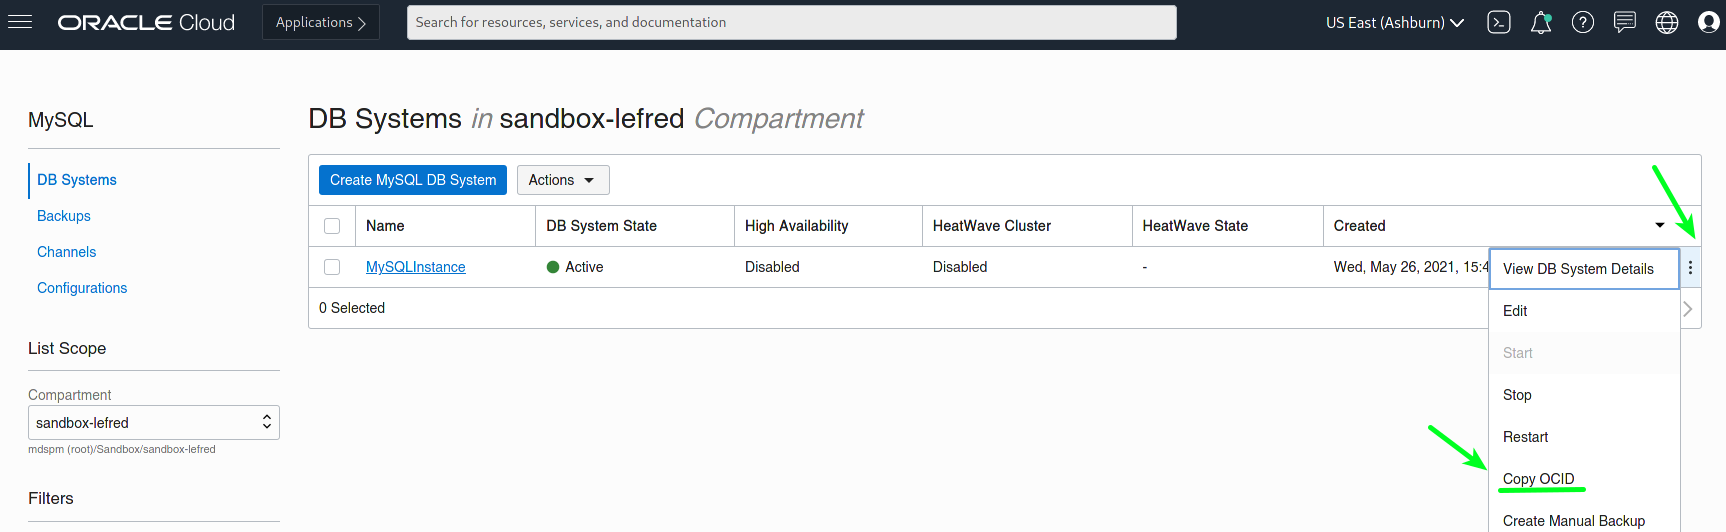 ORACLE Cloud
Applications
Search for resources, services, and documentation
US East (Ashburn)
MySQL
DB Systems
Backups
Channels
Configurations
List Scope
Compartment
sandbox-lefred
mdspm (root)/Sandbox/sandbox-lefred
Filters
DB Systems in sandbox-lefred Compartment
Create MySQL DB System
Actions
Name DB System State High Availability HeatWave Cluster HeatWave State Created
MySQLInstance Active Disabled Disabled - Wed, May 26, 2021, 15:4
0 Selected
View DB System Details
Edit
Start
Stop
Restart
Copy OCID
Create Manual Backup